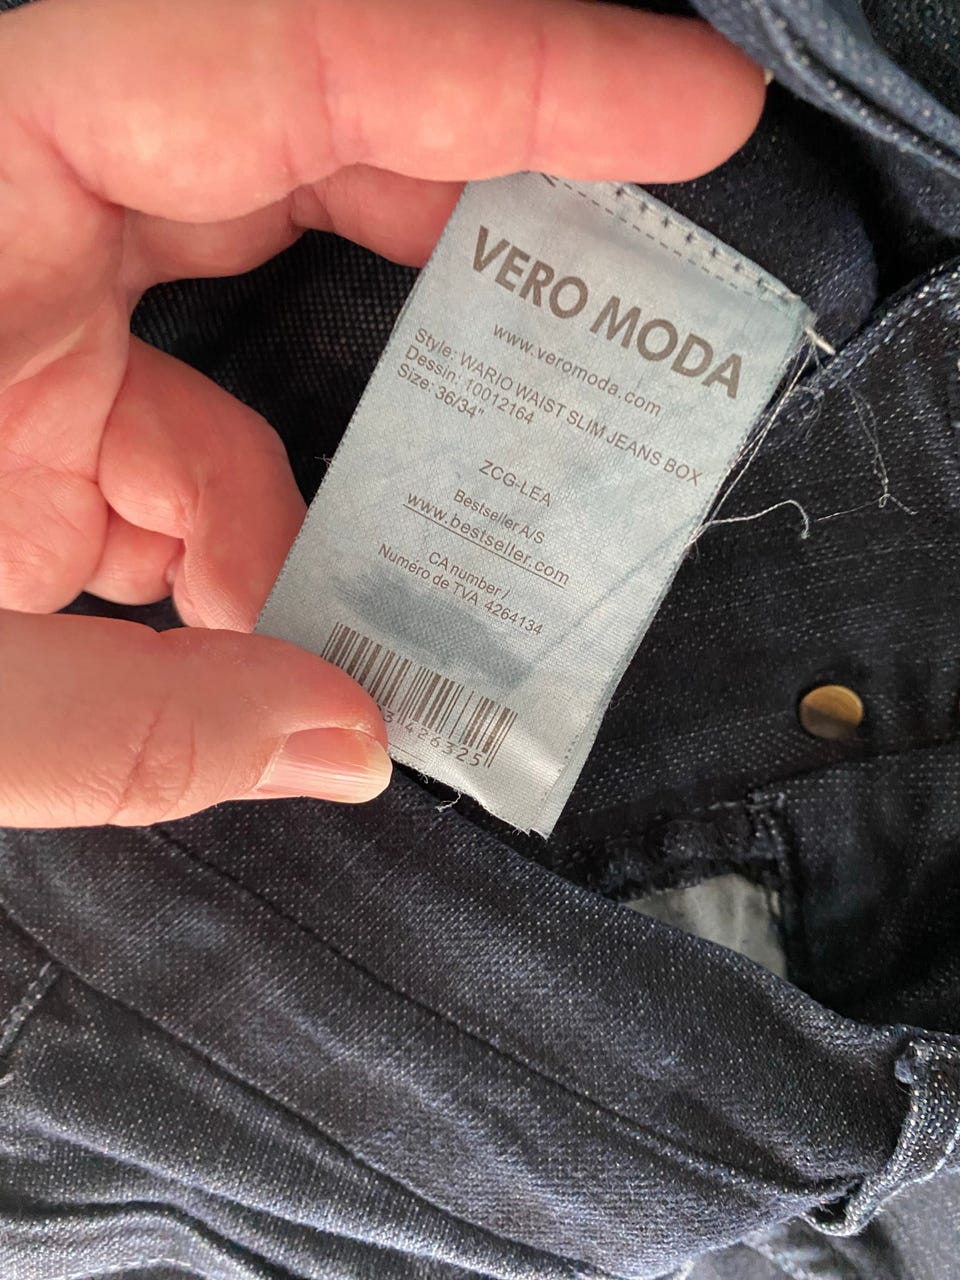 VERO MODA
www.veromoda.com
Style: WARIO WAIST SLIM JEANS BOX
Dessin: 10012164
Size: 36/34"
ZCG-LEA
Bestseller A/S
www.bestseller.com
CA number /
Numéro de TVA 4264134
3 426325